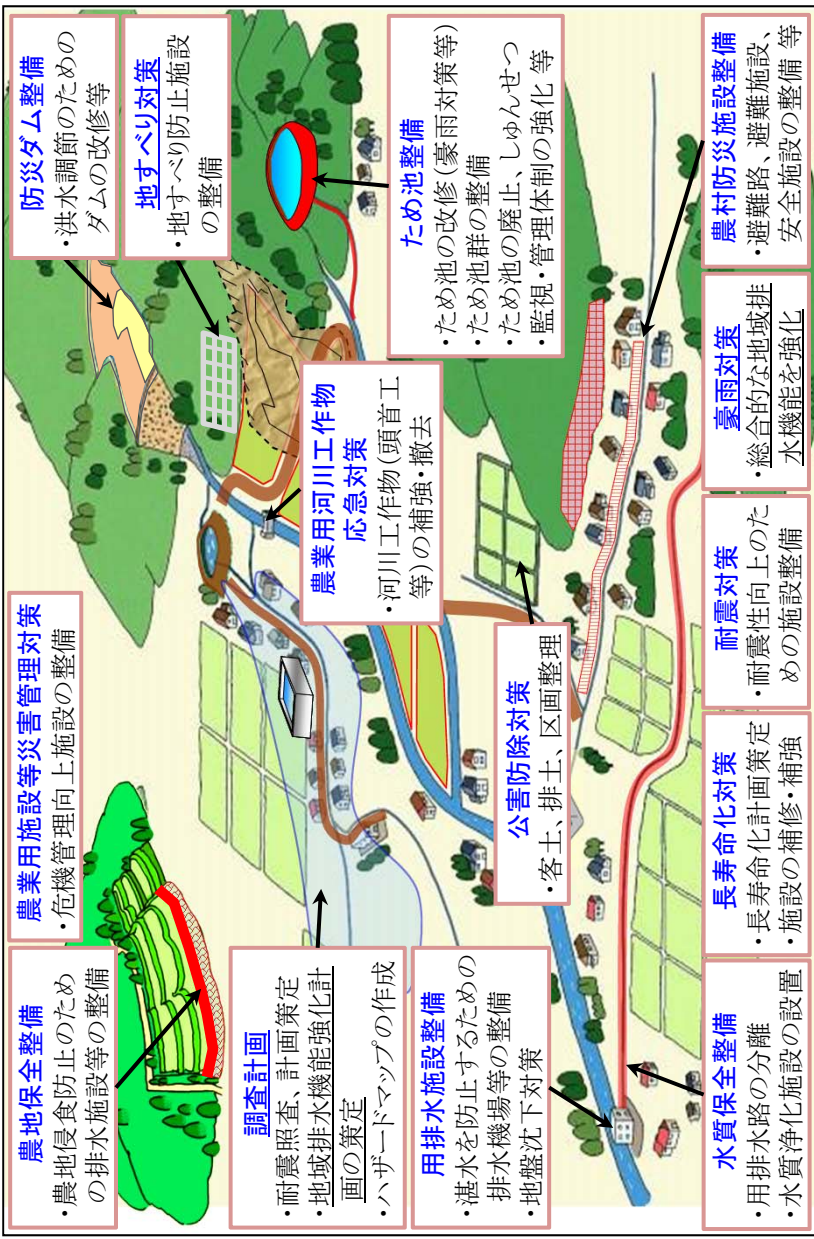 農地保全整備
・農地侵食防止のため
の排水施設等の整備
農業用施設等災害管理対策
・危機管理向上施設の整備
防災ダム整備
・洪水調節のための
ダムの改修等
地すべり対策
・地すべり防止施設
の整備
調査計画
・耐震照査、計画策定
・地域排水機能強化計
画の策定
・ハザードマップの作成
農業用河川工作物
応急対策
・河川工作物(頭首工
等)の補強・撤去
ため池整備
・ため池の改修(豪雨対策等)
・ため池群の整備
・ため池の廃止、しゅんせつ
・監視・管理体制の強化 等
用排水施設整備
・湛水を防止するための
排水機場等の整備
・地盤沈下対策
公害防除対策
・客土、排土、区画整理
水質保全整備
・用排水路の分離
・水質浄化施設の設置
長寿命化対策
・長寿命化計画策定
・施設の補修・補強
耐震対策
・耐震性向上のた
めの施設整備
豪雨対策
・総合的な地域排
水機能を強化
農村防災施設整備
・避難路、避難施設、
安全施設の整備 等